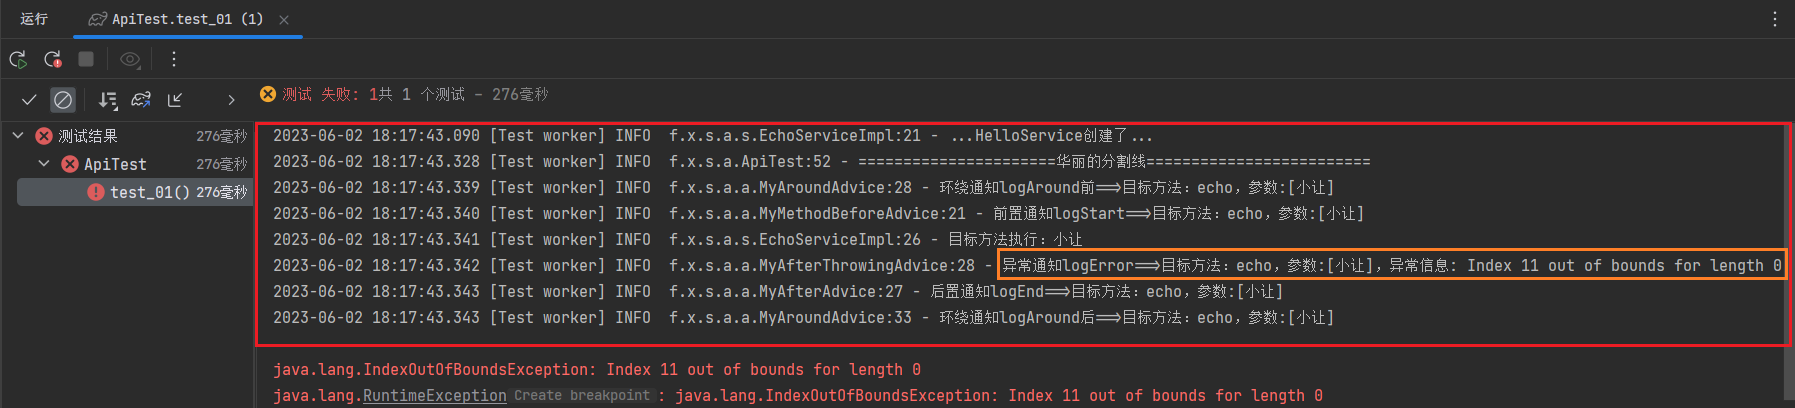 运行 ApiTest.test_01 (1)
测试 失败: 1共 1 个测试 – 276毫秒
测试结果 276毫秒
ApiTest 276毫秒
test_01() 276毫秒
2023-06-02 18:17:43.090 [Test worker] INFO  f.x.s.a.s.EchoServiceImpl:21 - ...HelloService创建了...
2023-06-02 18:17:43.328 [Test worker] INFO  f.x.s.a.ApiTest:52 - ======================华丽的分割线=========================
2023-06-02 18:17:43.339 [Test worker] INFO  f.x.s.a.a.MyAroundAdvice:28 - 环绕通知logAround前==>目标方法：echo，参数:[小让]
2023-06-02 18:17:43.340 [Test worker] INFO  f.x.s.a.a.MyMethodBeforeAdvice:21 - 前置通知logStart==>目标方法：echo，参数:[小让]
2023-06-02 18:17:43.341 [Test worker] INFO  f.x.s.a.s.EchoServiceImpl:26 - 目标方法执行：小让
2023-06-02 18:17:43.342 [Test worker] INFO  f.x.s.a.a.MyAfterThrowingAdvice:28 - 异常通知logError==>目标方法：echo，参数:[小让]，异常信息: Index 11 out of bounds for length 0
2023-06-02 18:17:43.343 [Test worker] INFO  f.x.s.a.a.MyAfterAdvice:27 - 后置通知logEnd==>目标方法：echo，参数:[小让]
2023-06-02 18:17:43.343 [Test worker] INFO  f.x.s.a.a.MyAroundAdvice:33 - 环绕通知logAround后==>目标方法：echo，参数:[小让]
java.lang.IndexOutOfBoundsException: Index 11 out of bounds for length 0
java.lang.RuntimeException Create breakpoint : java.lang.IndexOutOfBoundsException: Index 11 out of bounds for length 0